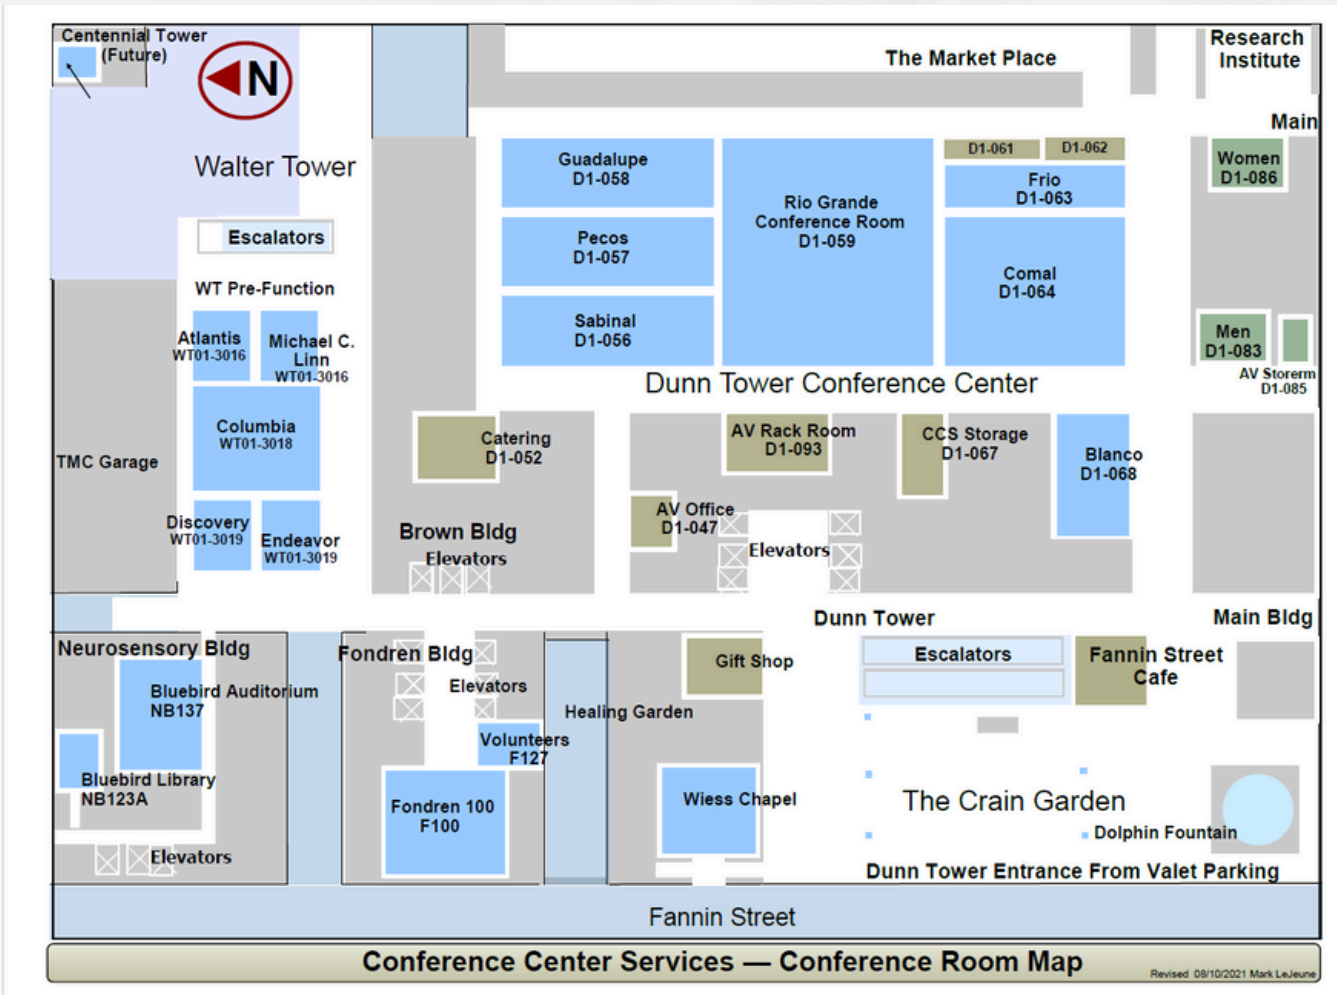 Centennial Tower
(Future)
N
The Market Place
Research
Institute
Main
Walter Tower
Guadalupe
D1-058
Rio Grande
Conference Room
D1-059
D1-061
D1-062
Frio
D1-063
Women
D1-086
Escalators
Pecos
D1-057
Comal
D1-064
WT Pre-Function
Atlantis
WT01-3016
Michael C.
Linn
WT01-3016
Sabinal
D1-056
Men
D1-083
AV Storerm
D1-085
Dunn Tower Conference Center
Columbia
WT01-3018
TMC Garage
Catering
D1-052
AV Rack Room
D1-093
CCS Storage
D1-067
Blanco
D1-068
Discovery
WT01-3019
Endeavor
WT01-3019
Brown Bldg
Elevators
AV Office
D1-047
Elevators
Dunn Tower
Main Bldg
Neurosensory Bldg
Fondren Bldg
Gift Shop
Escalators
Fannin Street
Cafe
Bluebird Auditorium
NB137
Elevators
Healing Garden
Volunteers
F127
Bluebird Library
NB123A
Fondren 100
F100
Wiess Chapel
The Crain Garden
Dolphin Fountain
Elevators
Dunn Tower Entrance From Valet Parking
Fannin Street
Conference Center Services — Conference Room Map
Revised 08/10/2021 Mark LeJeune